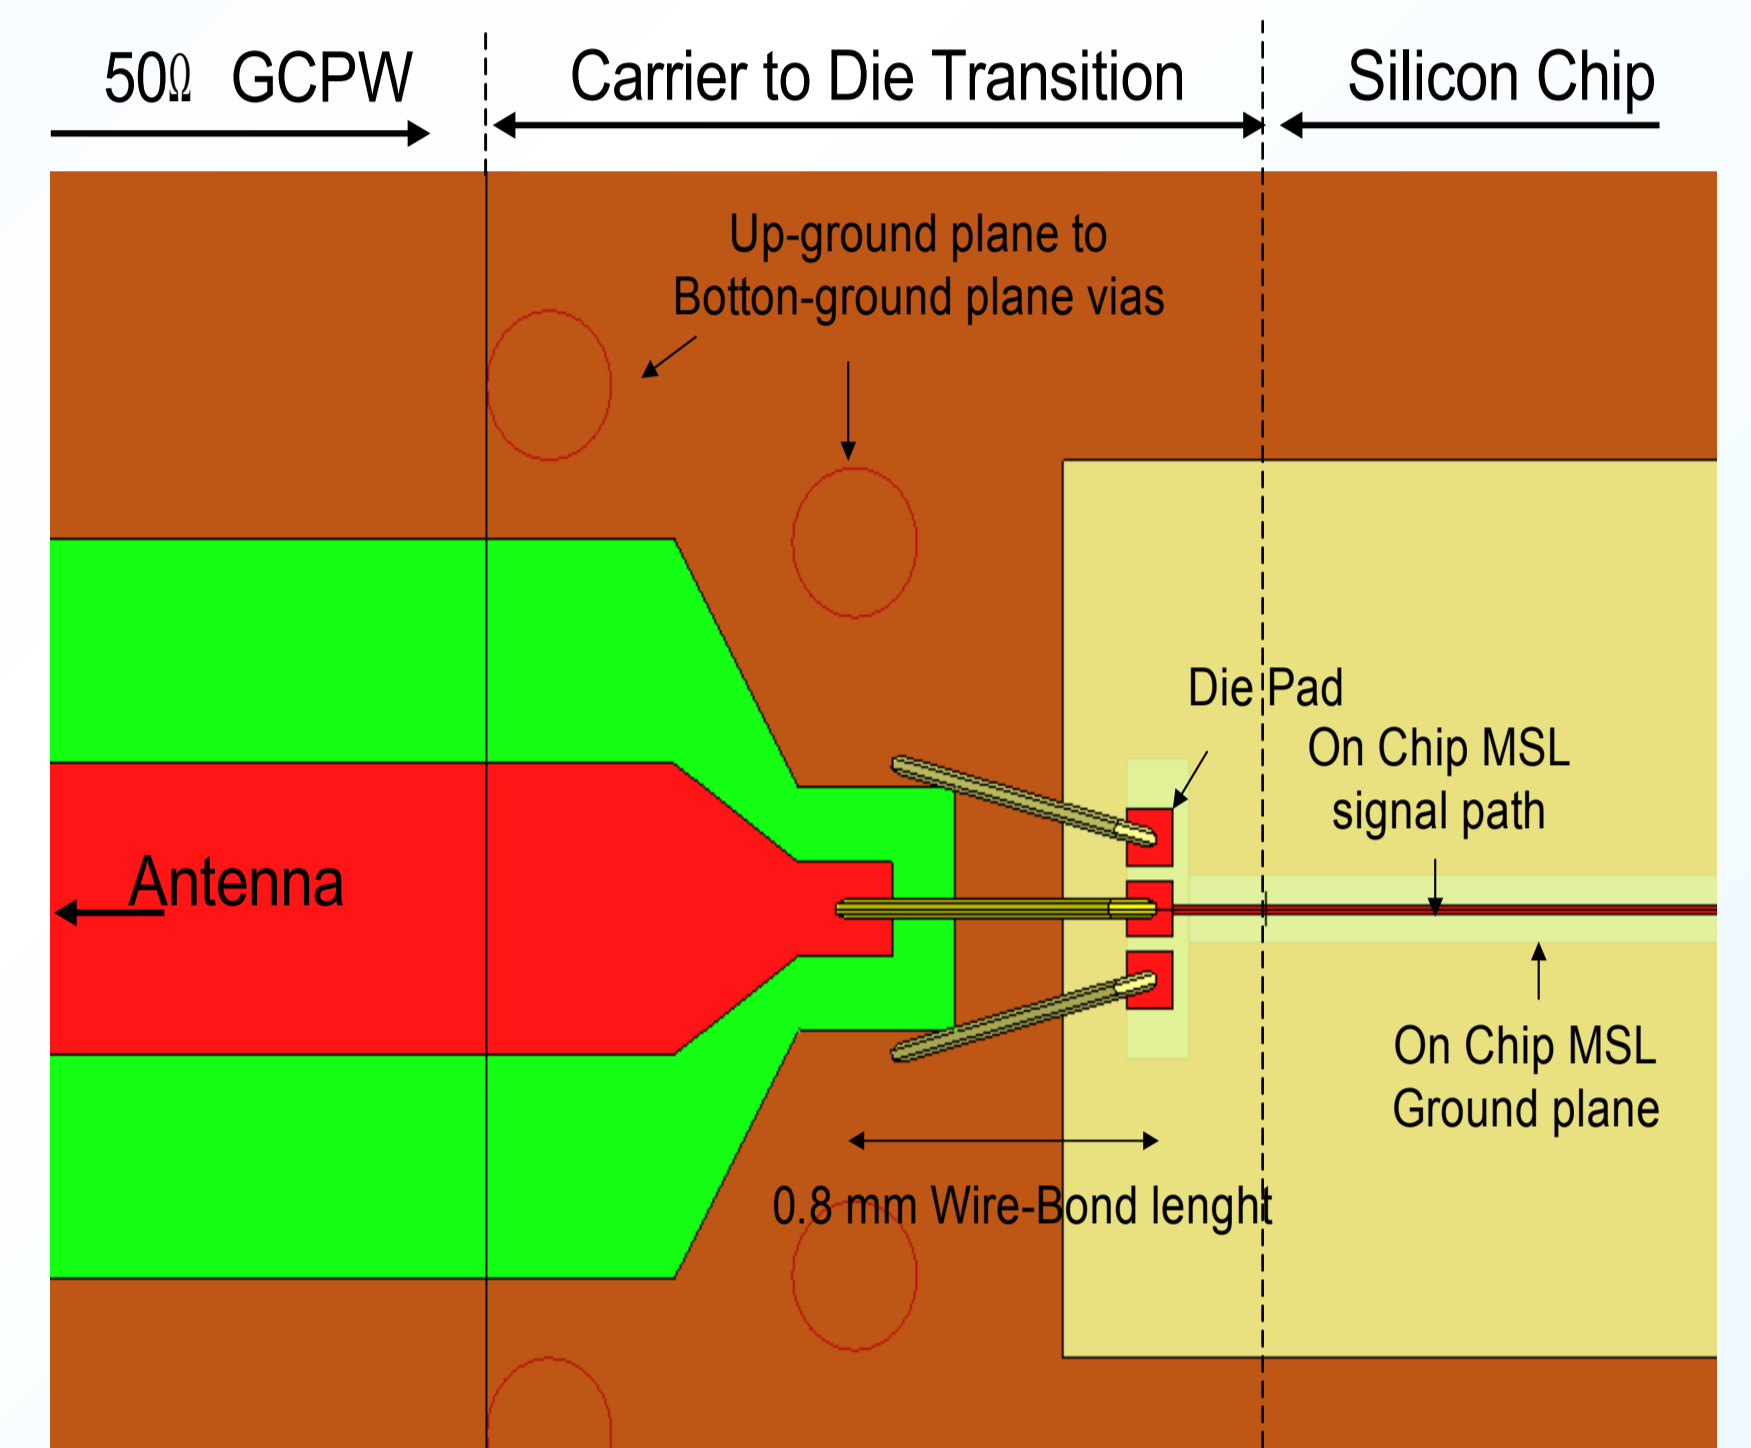 50Ω GCPW
Carrier to Die Transition
Silicon Chip
Up-ground plane to
Botton-ground plane vias
Die Pad
On Chip MSL
signal path
Antenna
On Chip MSL
Ground plane
0.8 mm Wire-Bond lenght